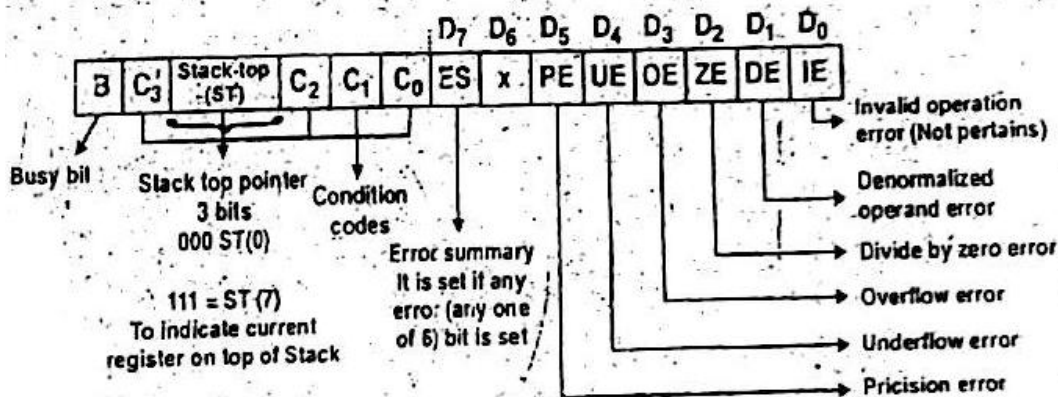 D7 D6 D5 D4 D3 D2 D1 D0
B C'3 Stack-top (ST) C2 C1 C0 ES x PE UE OE ZE DE IE
Busy bit
Stack top pointer
3 bits
000 ST(0)
111 = ST (7)
To indicate current
register on top of Stack
Condition
codes
Error summary
It is set if any
error (any one
of 6) bit is set
Invalid operation
error (Not pertains)
Denormalized
operand error
Divide by zero error
Overflow error
Underflow error
Pricision error